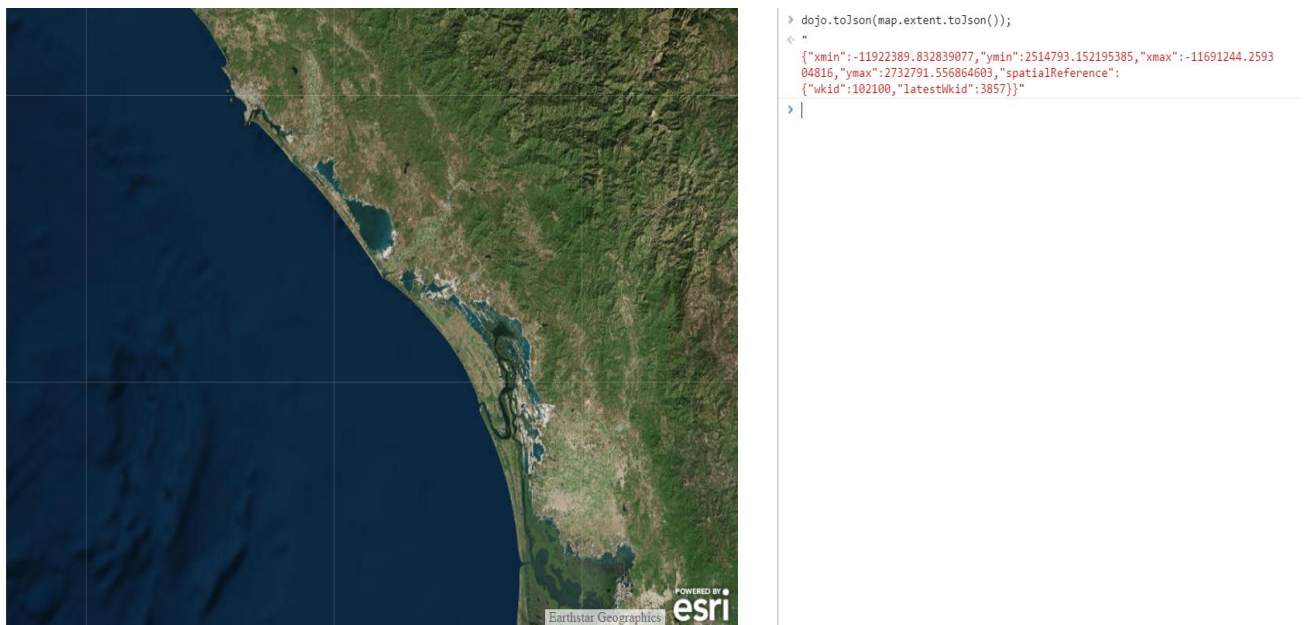 dojo.toJson(map.extent.toJson());
"
{"xmin":-11922389.832839077,"ymin":2514793.152195385,"xmax":-11691244.2593
04816,"ymax":2732791.556864603,"spatialReference":
{"wkid":102100,"latestWkid":3857}}"
POWERED BY
esri
Earthstar Geographics